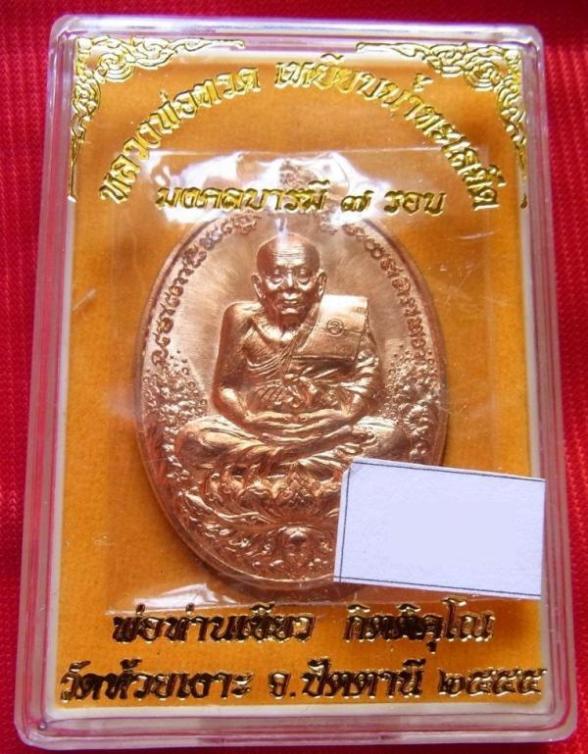 หลวงพ่อทวด เหยียบน้ำทะเลจืด
มงคลบารมี ๗ รอบ
พ่อท่านเขียว กิตติคุโณ
วัดห้วยเงาะ จ.ปัตตานี ๒๕๕๕